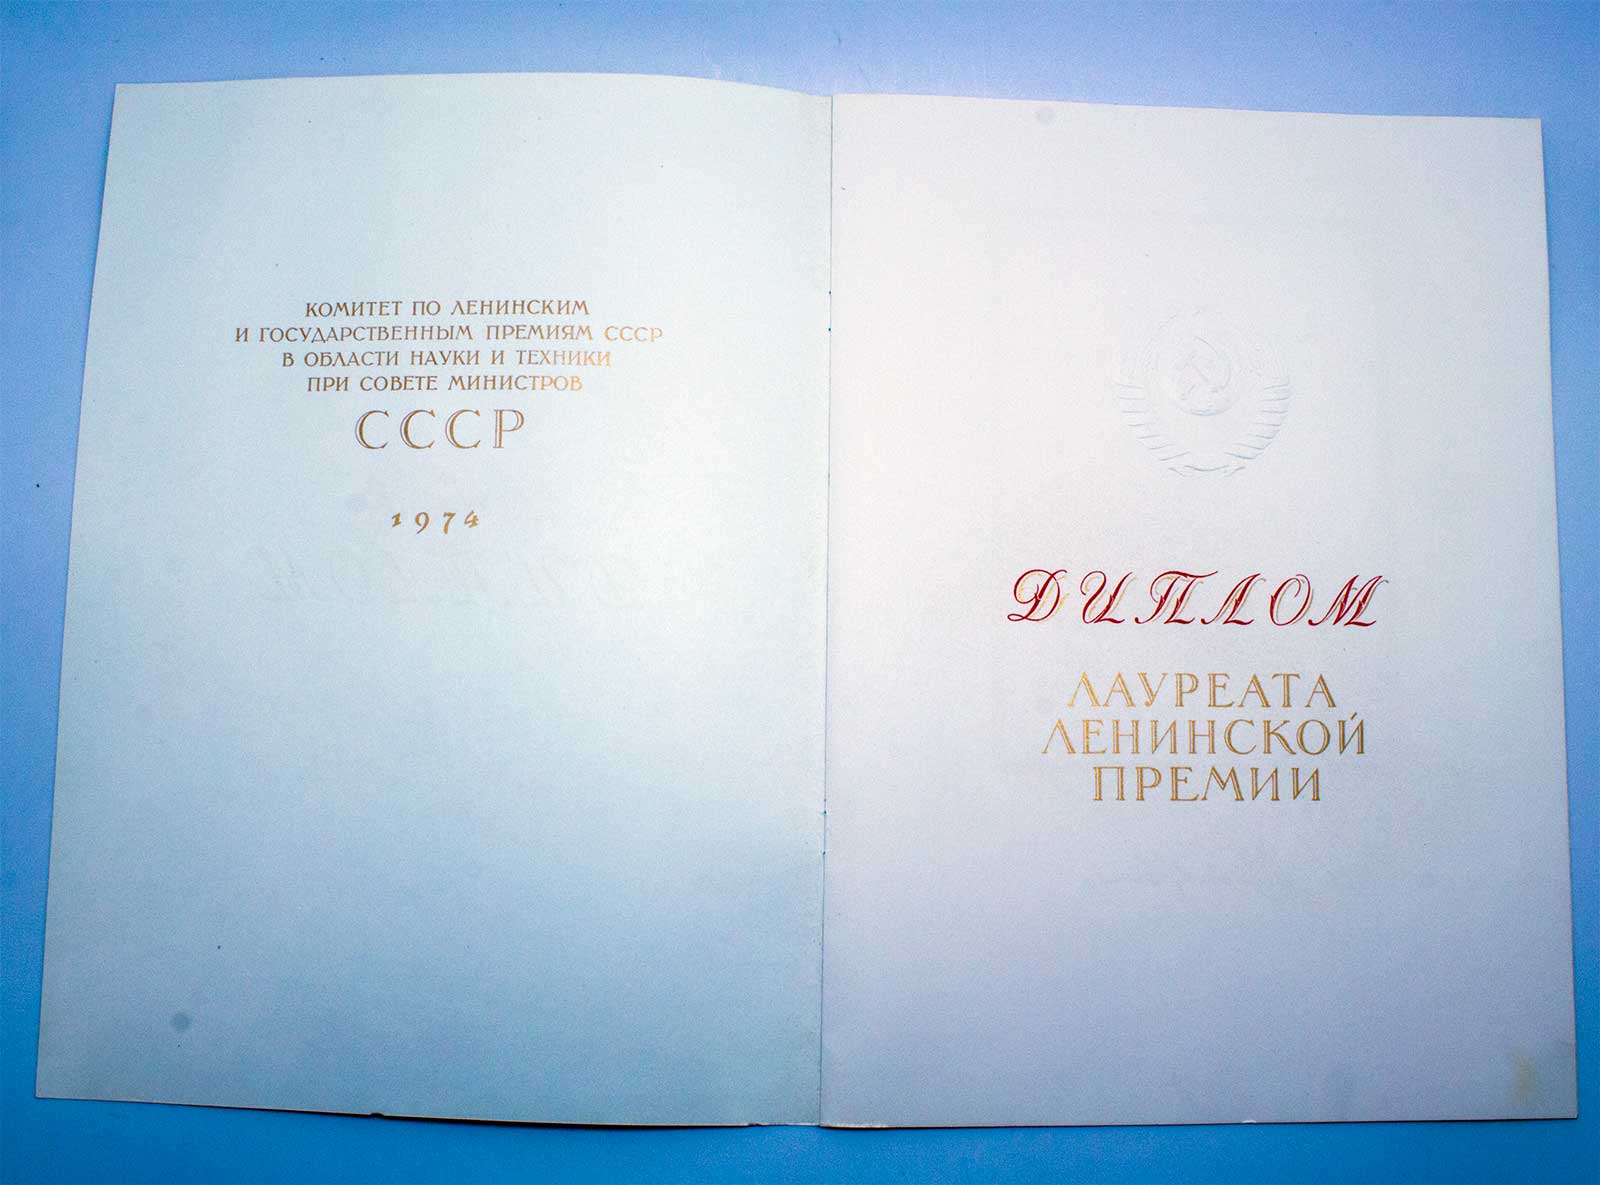 КОМИТЕТ ПО ЛЕНИНСКИМ
И ГОСУДАРСТВЕННЫМ ПРЕМИЯМ СССР
В ОБЛАСТИ НАУКИ И ТЕХНИКИ
ПРИ СОВЕТЕ МИНИСТРОВ
СССР
1974
ДИПЛОМ
ЛАУРЕАТА
ЛЕНИНСКОЙ
ПРЕМИИ